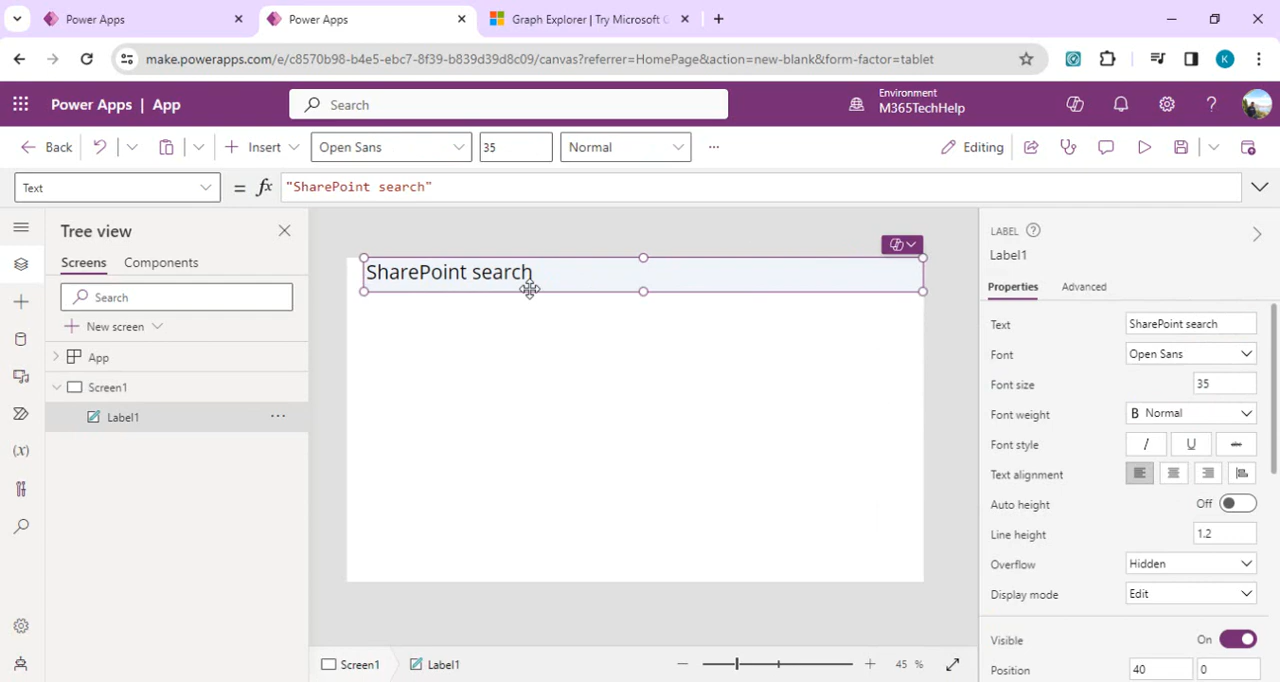 Power Apps
Power Apps
Graph Explorer | Try Microsoft G
make.powerapps.com/e/c8570b98-b4e5-ebc7-8f39-b839d39d8c09/canvas?referrer=HomePage&action=new-blank&form-factor=tablet
K
Power Apps | App
Search
Environment
M365TechHelp
Back
Insert
Open Sans
35
Normal
Editing
Text
= fx
"SharePoint search"
Tree view
Screens
Components
Search
New screen
App
Screen1
Label1
SharePoint search
LABEL
Label1
Properties
Advanced
Text
SharePoint search
Font
Open Sans
Font size
35
Font weight
B Normal
Font style
I U abc
Text alignment
Auto height
Off
Line height
1.2
Overflow
Hidden
Display mode
Edit
Visible
On
Position
40
0
Screen1
Label1
45 %